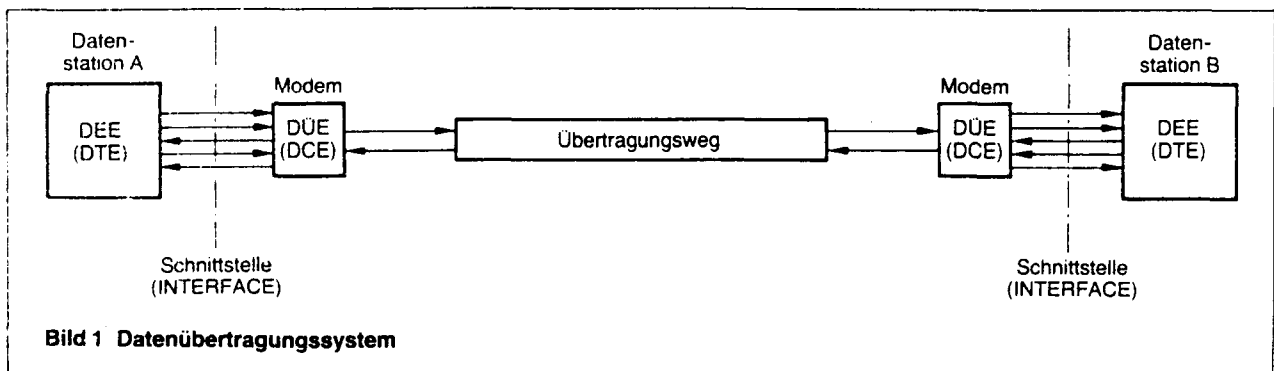 Daten-
station A
DEE
(DTE)
Schnittstelle
(INTERFACE)
Modem
DÜE
(DCE)
Übertragungsweg
Modem
DÜE
(DCE)
Schnittstelle
(INTERFACE)
Daten-
station B
DEE
(DTE)
Bild 1 Datenübertragungssystem